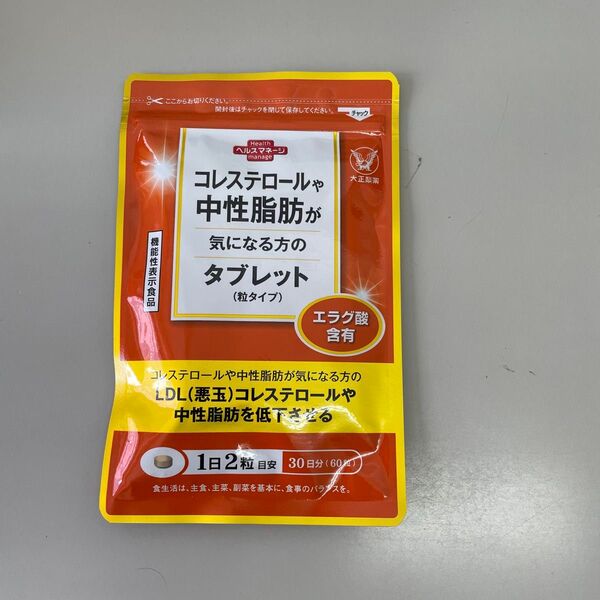 ここからお切りください。
開封後はチャックを閉じて保存してください。
チャック
Health
ヘルスマネージ
manage
大正製薬
コレステロールや
中性脂肪が
気になる方の
タブレット
(粒タイプ)
機能性表示食品
エラグ酸
含有
コレステロールや中性脂肪が気になる方の
LDL(悪玉)コレステロールや
中性脂肪を低下させる
1日2粒目安 30日分(60粒)
食生活は、主食、主菜、副菜を基本に、食事のバランスを。